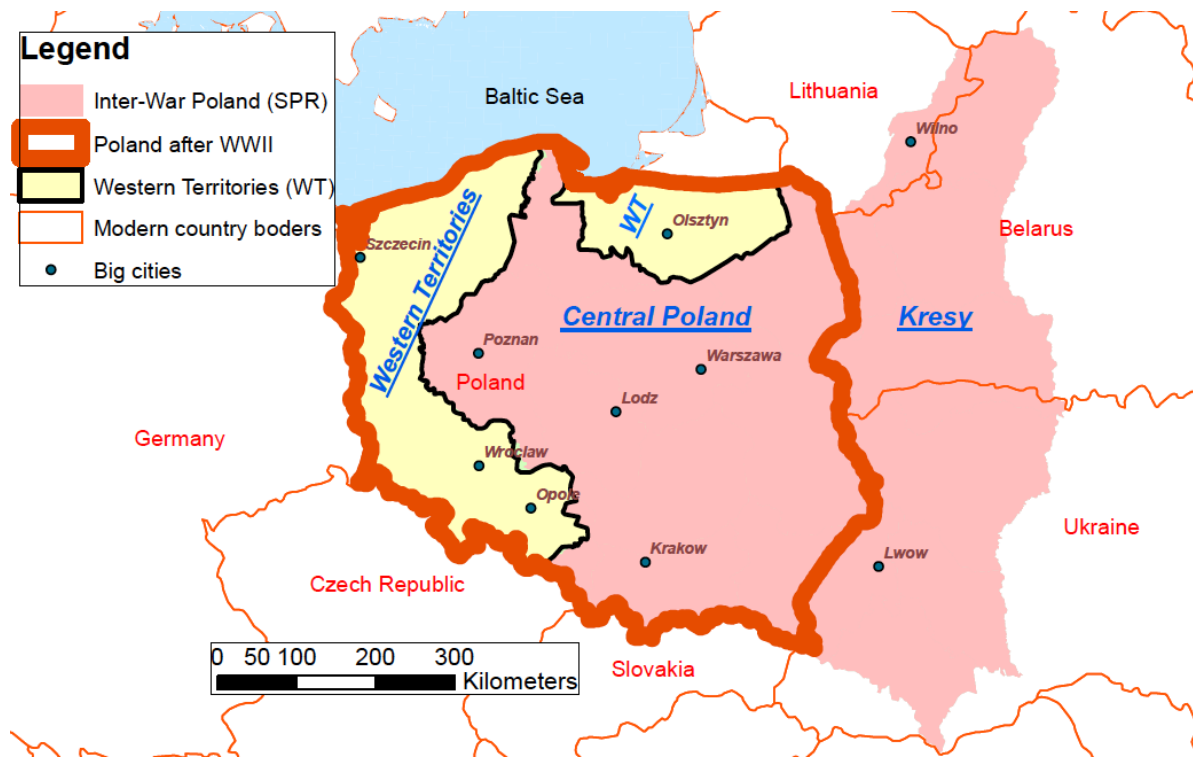 Legend
Inter-War Poland (SPR)
Poland after WWII
Western Territories (WT)
Modern country boders
Big cities
Baltic Sea
Lithuania
Wilno
Belarus
Szczecin
Western Territories
WT
Olsztyn
Central Poland
Kresy
Poznan
Poland
Warszawa
Lodz
Germany
Wroclaw
Opole
Ukraine
Krakow
Lwow
Czech Republic
Slovakia
0 50 100 200 300
Kilometers